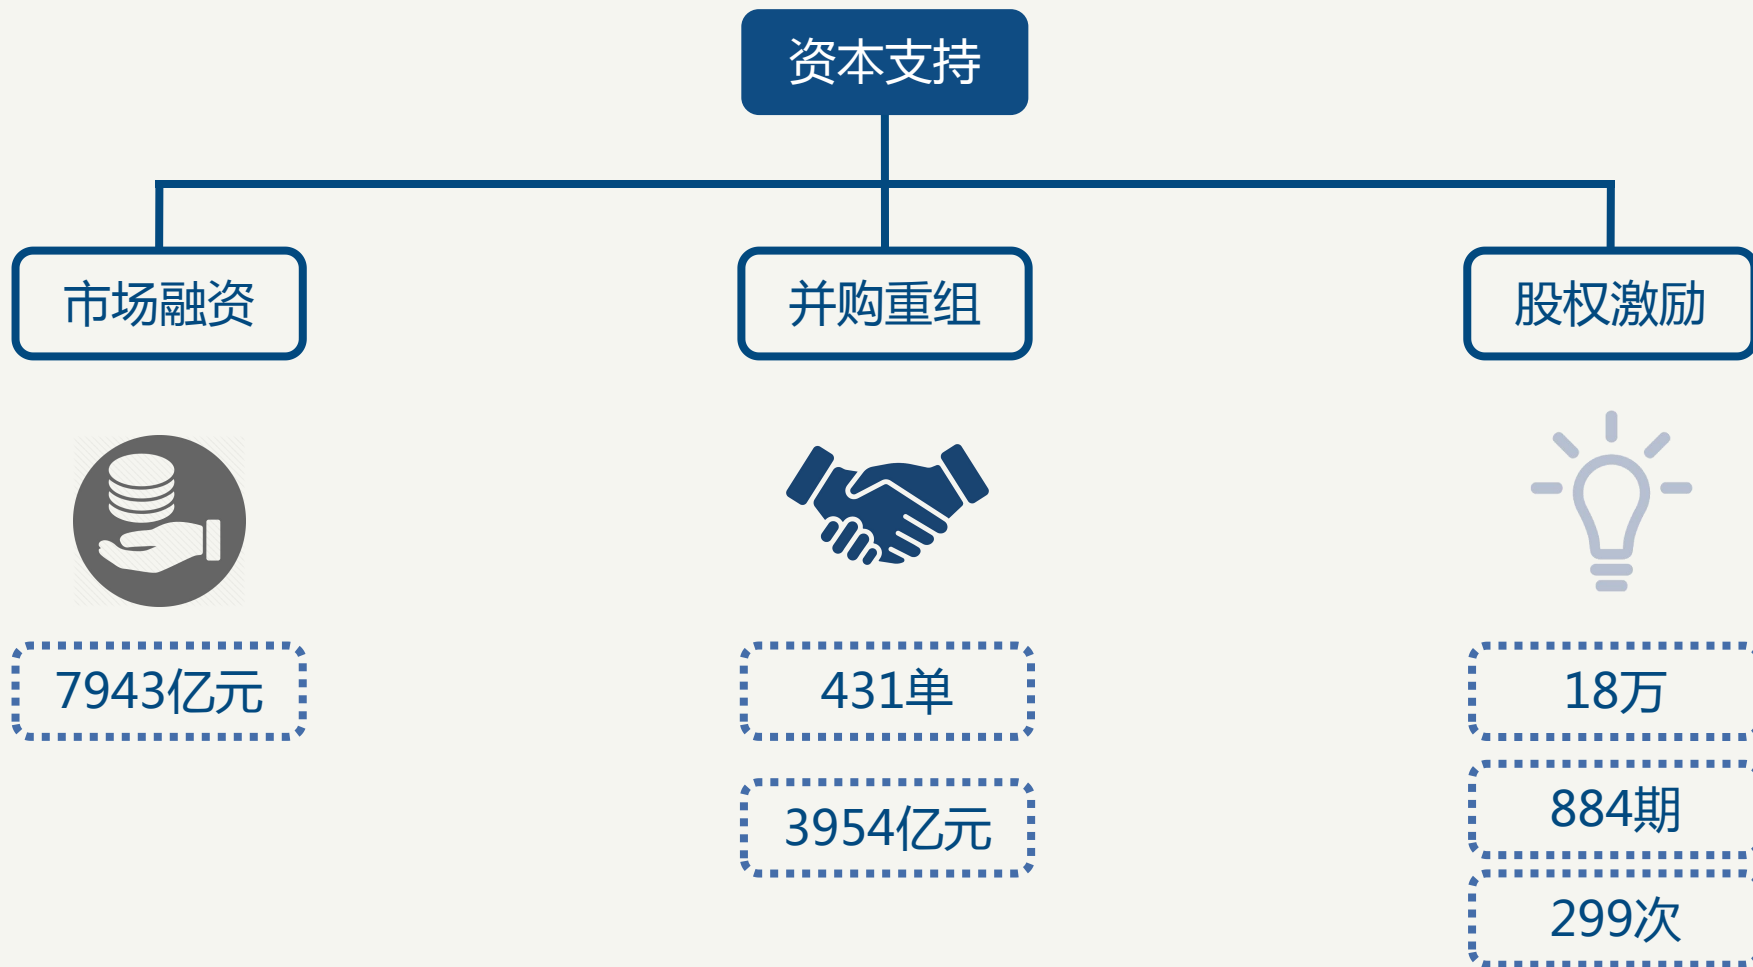 资本支持
市场融资
并购重组
股权激励
7943亿元
431单
3954亿元
18万
884期
299次